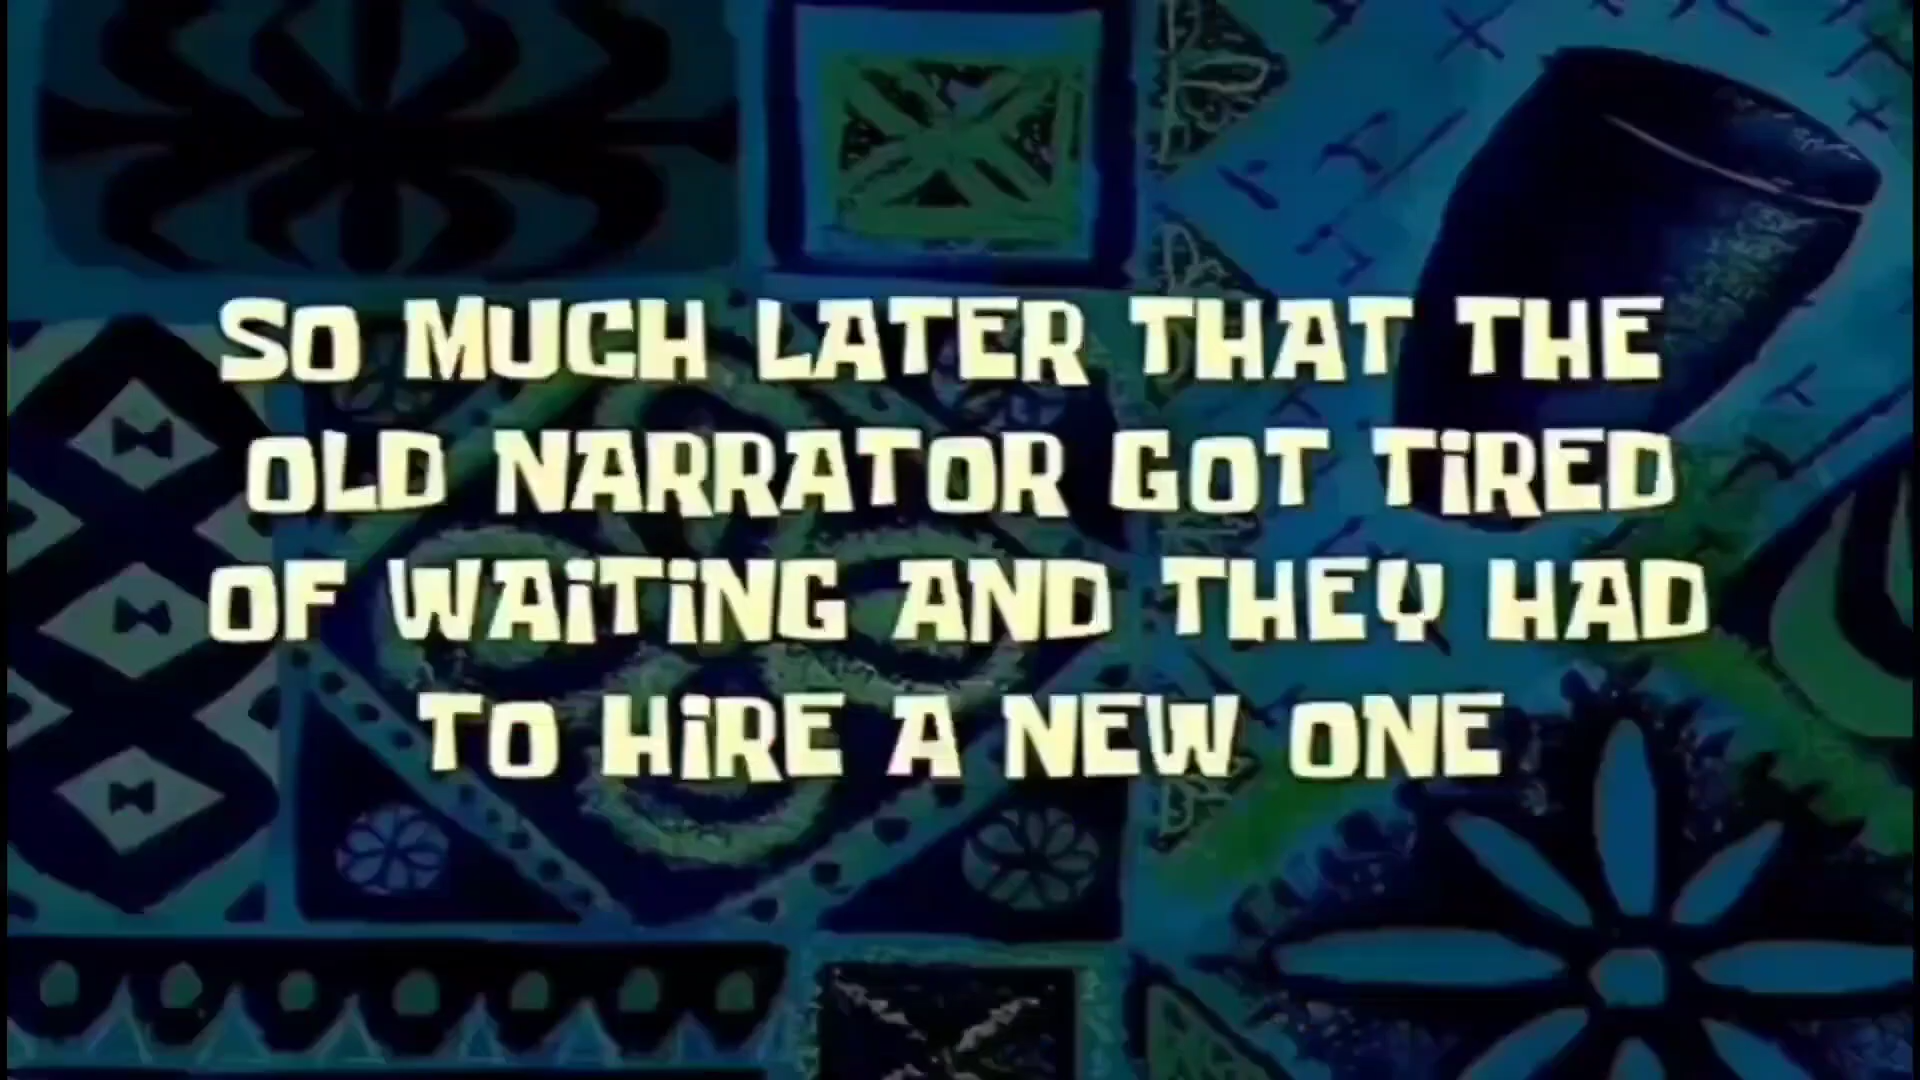 SO MUCH LATER THAT THE
OLD NARRATOR GOT TiRED
OF WAiTiNG AND THEY HAD
TO HiRE A NEW ONE